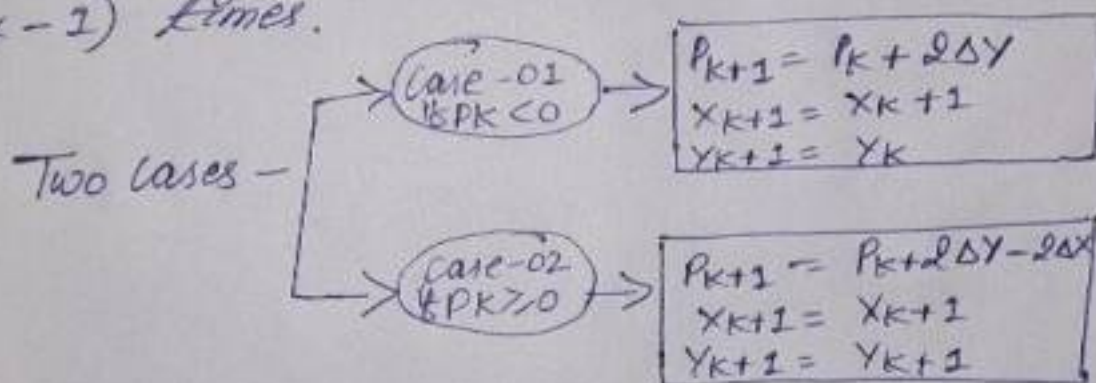 -1) times.
Case-01
If PK <0
PK+1 = PK + 2ΔY
XK+1 = XK +1
YK+1 = YK
Two cases -
Case-02
If PK ≥0
PK+1 = PK+2ΔY-2ΔX
XK+1 = XK+1
YK+1 = YK+1